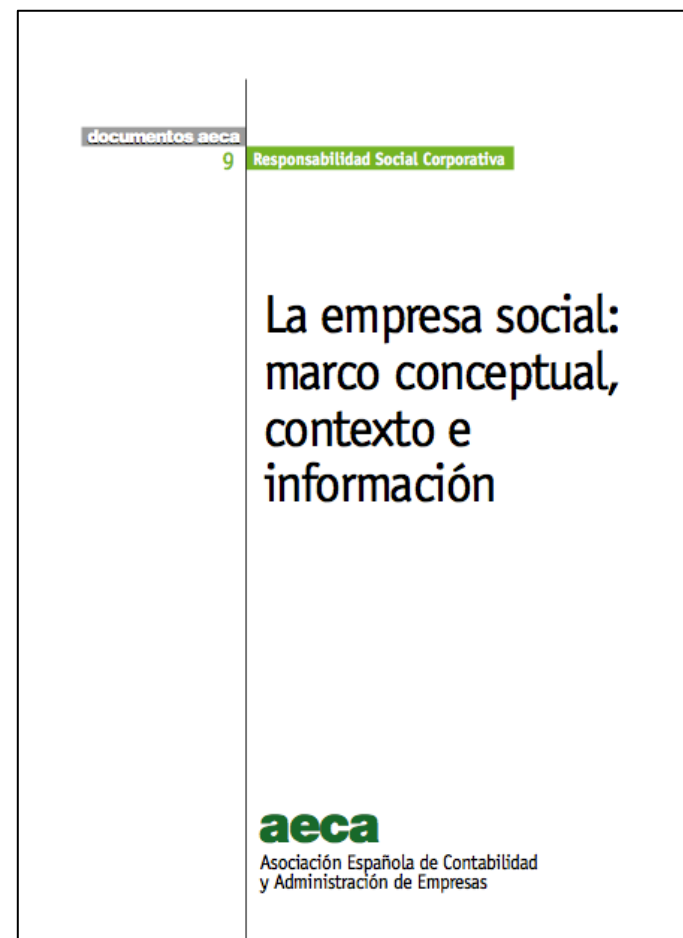 documentos aeca
9 Responsabilidad Social Corporativa
La empresa social:
marco conceptual,
contexto e
información
aeca
Asociación Española de Contabilidad
y Administración de Empresas